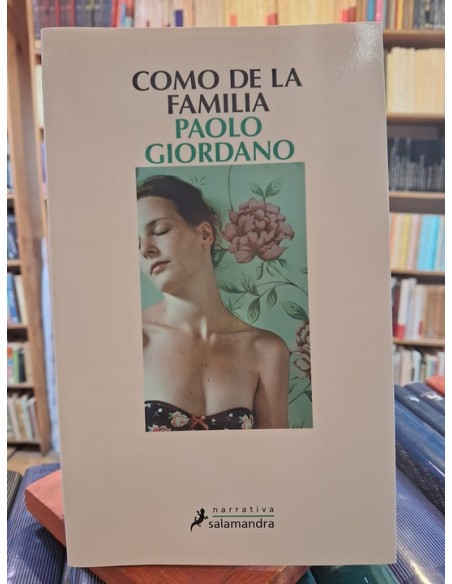 COMO DE LA
FAMILIA
PAOLO
GIORDANO
narrativa
salamandra